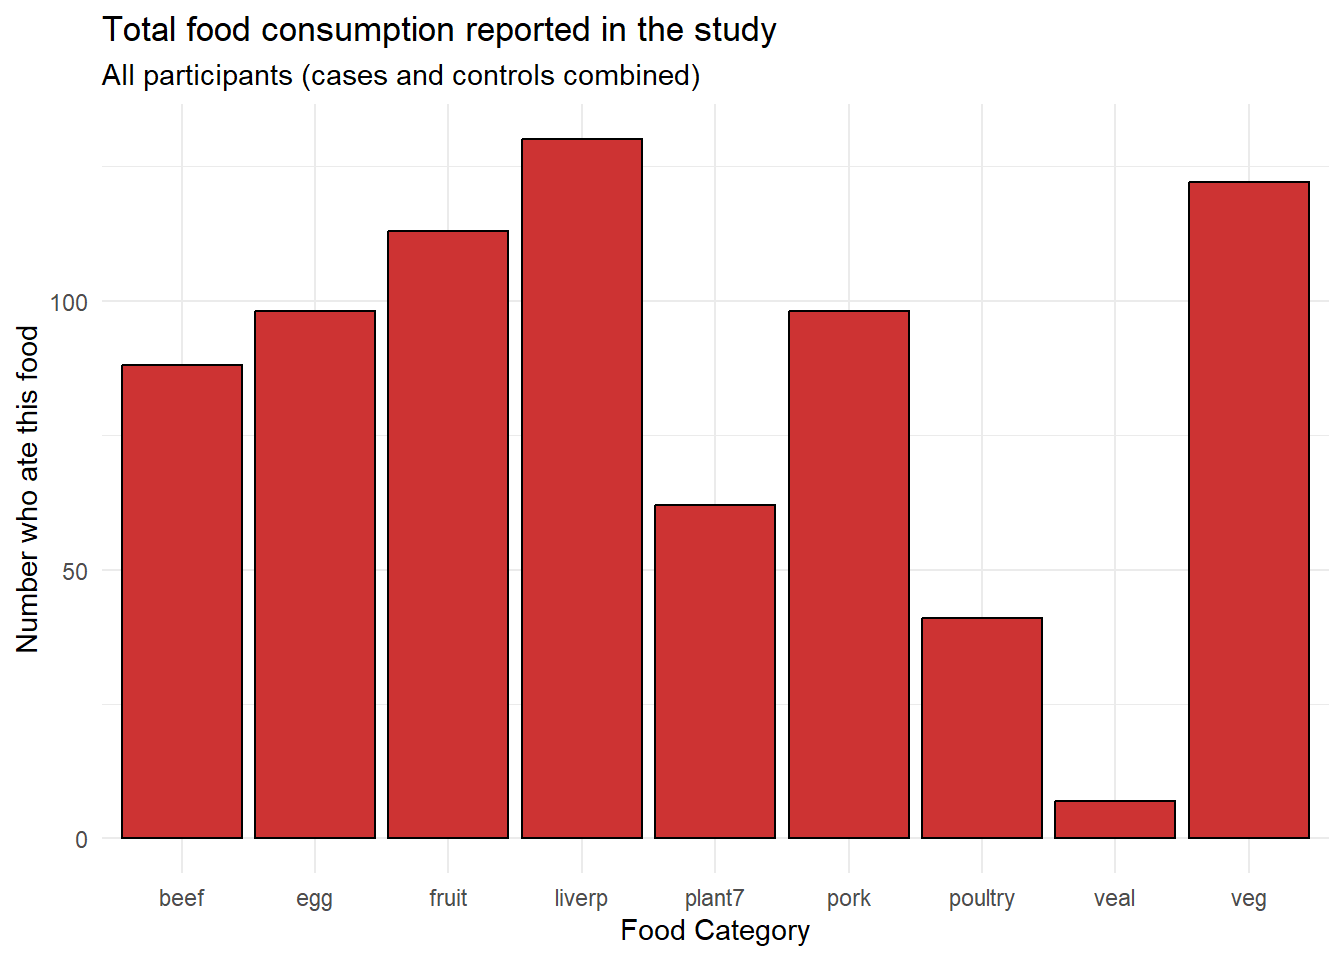 Total food consumption reported in the study
All participants (cases and controls combined)
Number who ate this food
100
50
0
beef egg fruit liverp plant7 pork poultry veal veg
Food Category